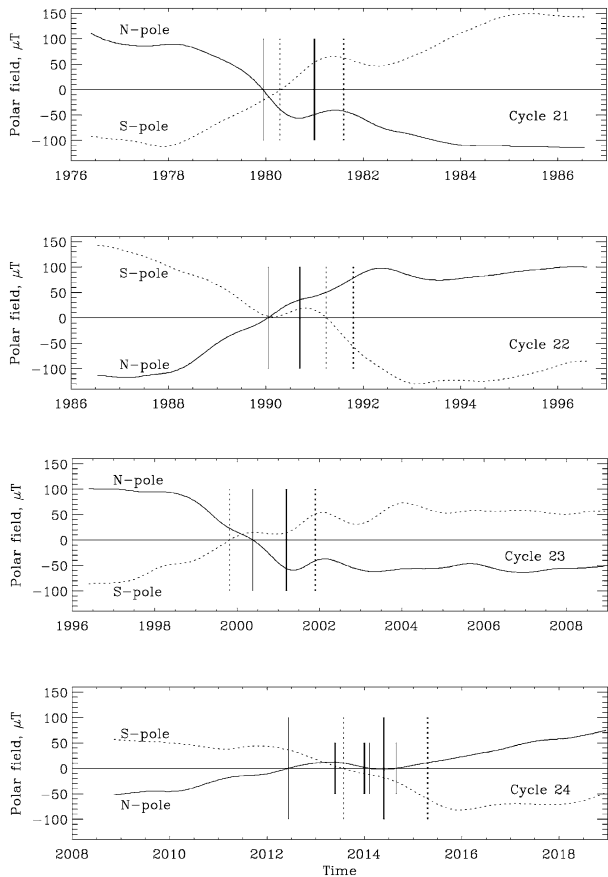 150
N-pole
100
50
0
Polar field, μT
-50
Cycle 21
S-pole
-100
1976 1978 1980 1982 1984 1986
150
S-pole
100
50
0
Polar field, μT
-50
Cycle 22
N-pole
-100
1986 1988 1990 1992 1994 1996
150
N-pole
100
50
0
Polar field, μT
Cycle 23
-50
S-pole
-100
1996 1998 2000 2002 2004 2006 2008
150
100
S-pole
50
0
Polar field, μT
Cycle 24
-50
N-pole
-100
2008 2010 2012 2014 2016 2018
Time